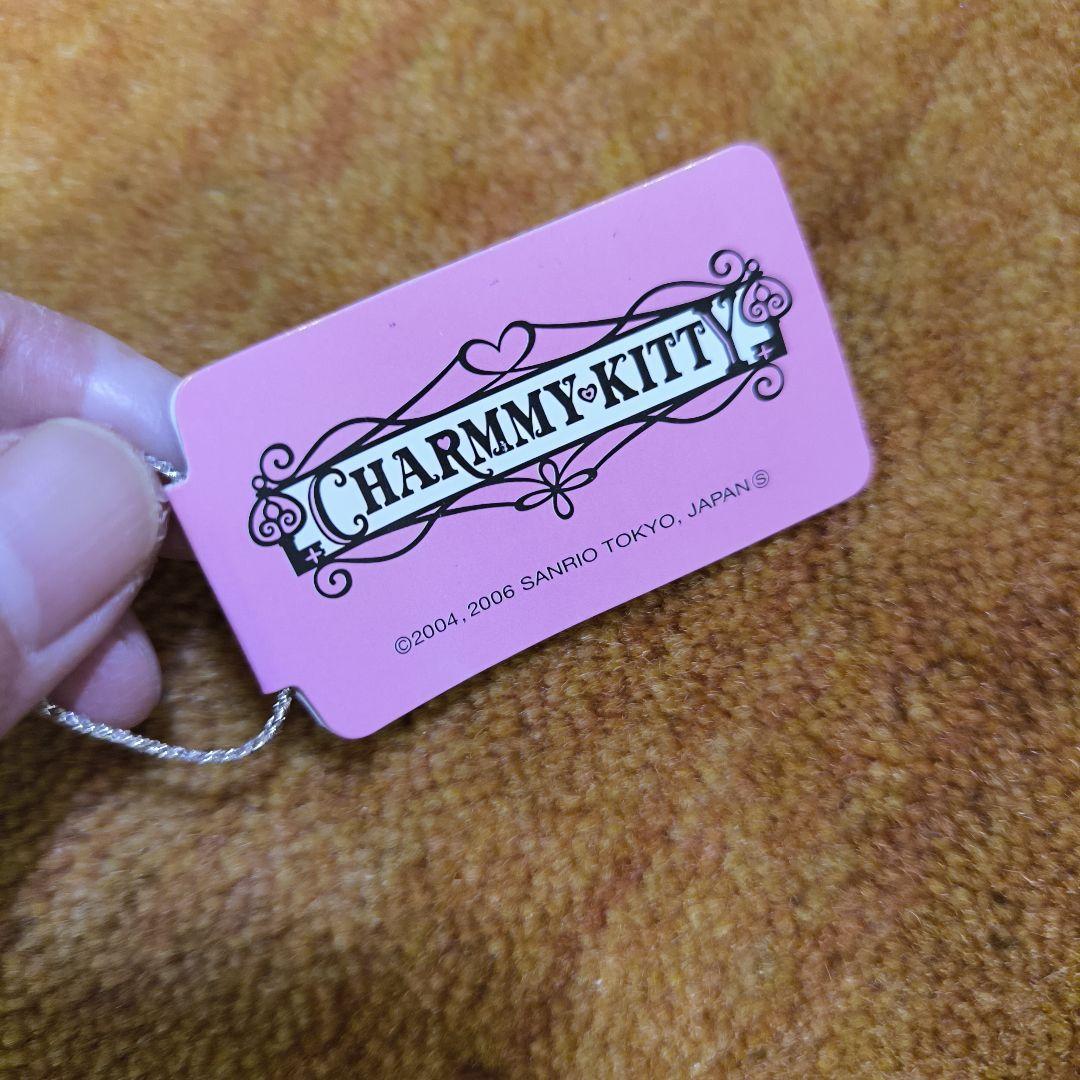 CHARMMY KITTY
©2004, 2006 SANRIO TOKYO, JAPAN Ⓢ